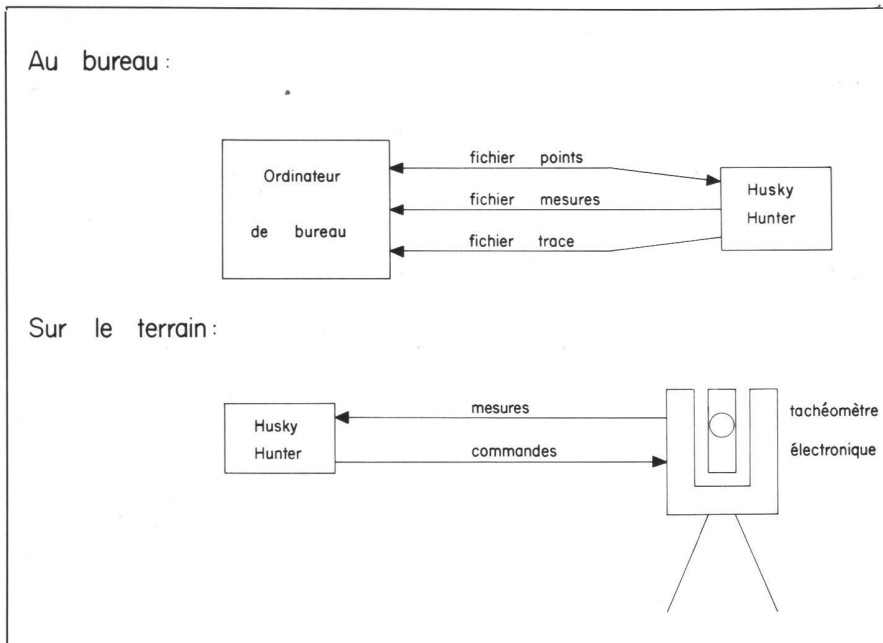 Au bureau :
Ordinateur
de bureau
fichier points
fichier mesures
fichier trace
Husky
Hunter
Sur le terrain :
Husky
Hunter
mesures
commandes
tachéomètre
électronique